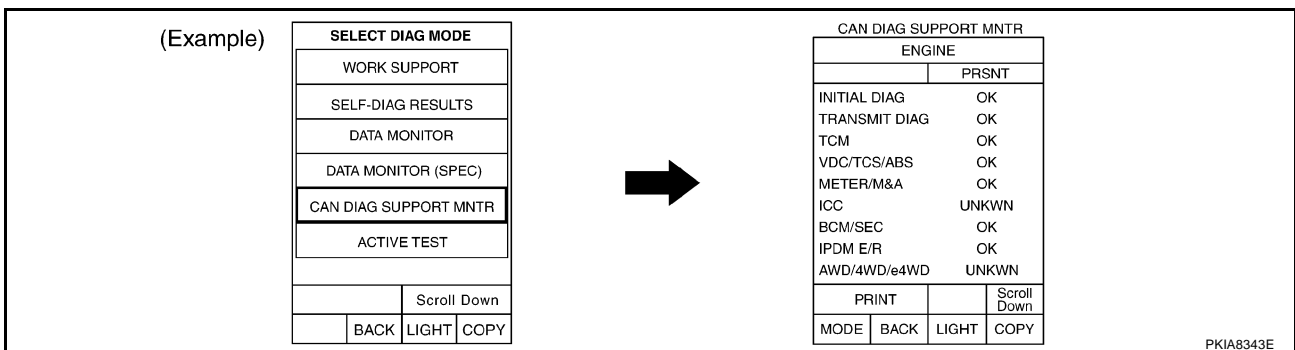 (Example)
SELECT DIAG MODE
WORK SUPPORT
SELF-DIAG RESULTS
DATA MONITOR
DATA MONITOR (SPEC)
CAN DIAG SUPPORT MNTR
ACTIVE TEST
Scroll Down
BACK LIGHT COPY
CAN DIAG SUPPORT MNTR
ENGINE
PRSNT
INITIAL DIAG OK
TRANSMIT DIAG OK
TCM OK
VDC/TCS/ABS OK
METER/M&A OK
ICC UNKWN
BCM/SEC OK
IPDM E/R OK
AWD/4WD/e4WD UNKWN
PRINT Scroll
Down
MODE BACK LIGHT COPY
PKIA8343E